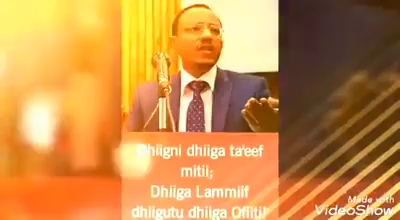 Dhiigni dhiiga ta'eef
mitii;
Dhiiga Lammiif
dhiigutu dhiiga Ofiiti!
Made with
VideoShow